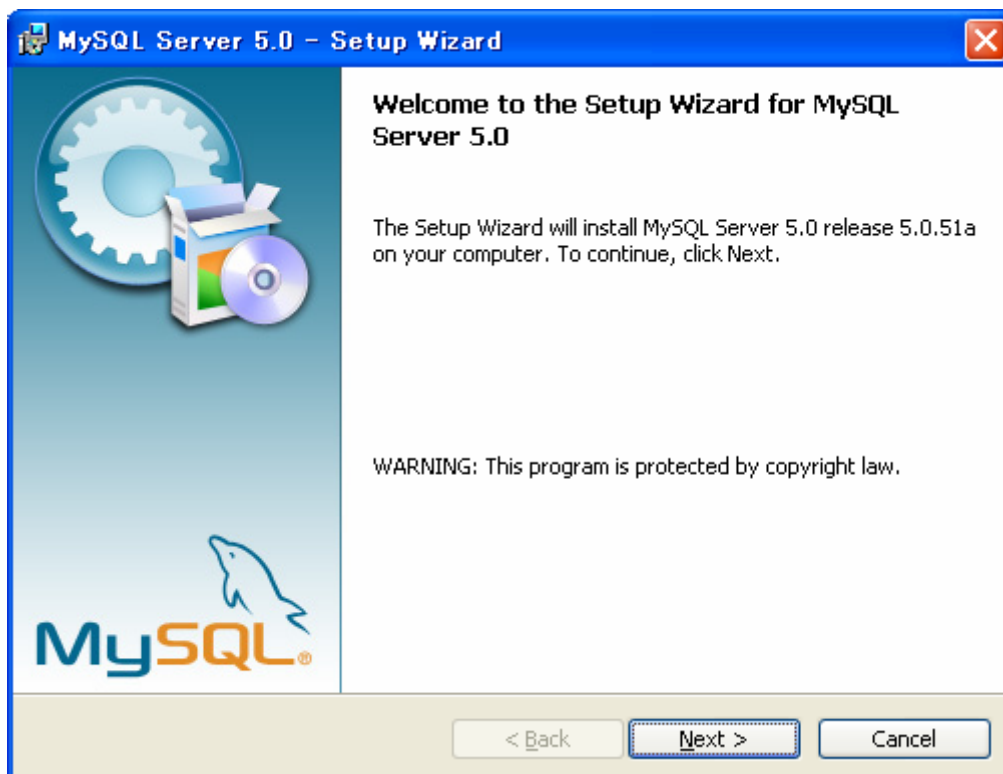 MySQL Server 5.0 - Setup Wizard
Welcome to the Setup Wizard for MySQL
Server 5.0
The Setup Wizard will install MySQL Server 5.0 release 5.0.51a
on your computer. To continue, click Next.
WARNING: This program is protected by copyright law.
MySQL®
< Back
Next >
Cancel